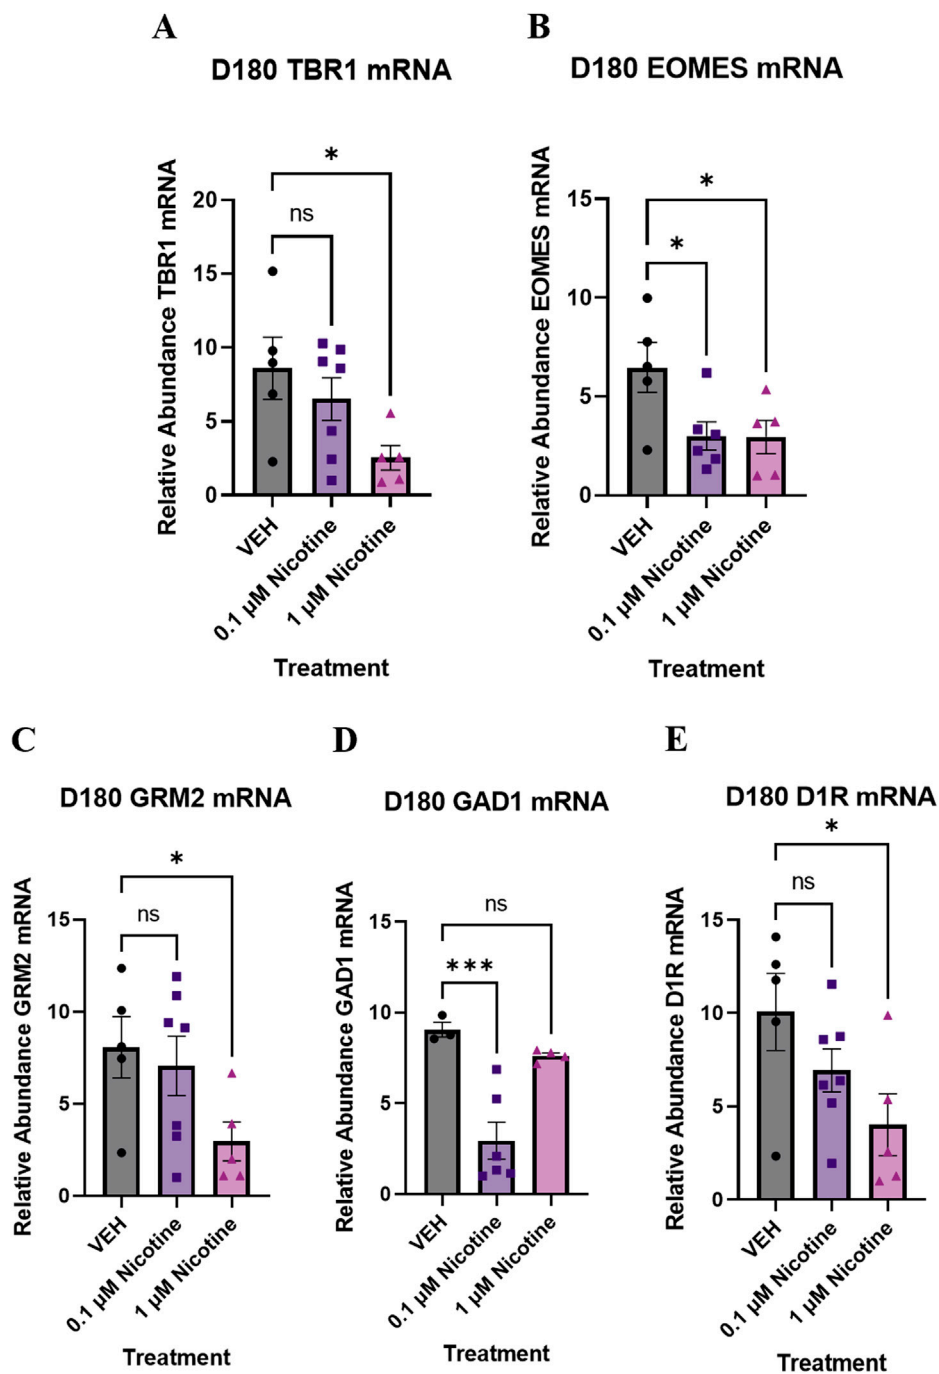 A
D180 TBR1 mRNA
Relative Abundance TBR1 mRNA
20
15
10
5
0
*
ns
VEH
0.1 µM Nicotine
1 µM Nicotine
Treatment
B
D180 EOMES mRNA
Relative Abundance EOMES mRNA
15
10
5
0
*
*
VEH
0.1 µM Nicotine
1 µM Nicotine
Treatment
C
D180 GRM2 mRNA
Relative Abundance GRM2 mRNA
15
10
5
0
*
ns
VEH
0.1 µM Nicotine
1 µM Nicotine
Treatment
D
D180 GAD1 mRNA
Relative Abundance GAD1 mRNA
15
10
5
0
ns
***
VEH
0.1 µM Nicotine
1 µM Nicotine
Treatment
E
D180 D1R mRNA
Relative Abundance D1R mRNA
15
10
5
0
*
ns
VEH
0.1 µM Nicotine
1 µM Nicotine
Treatment